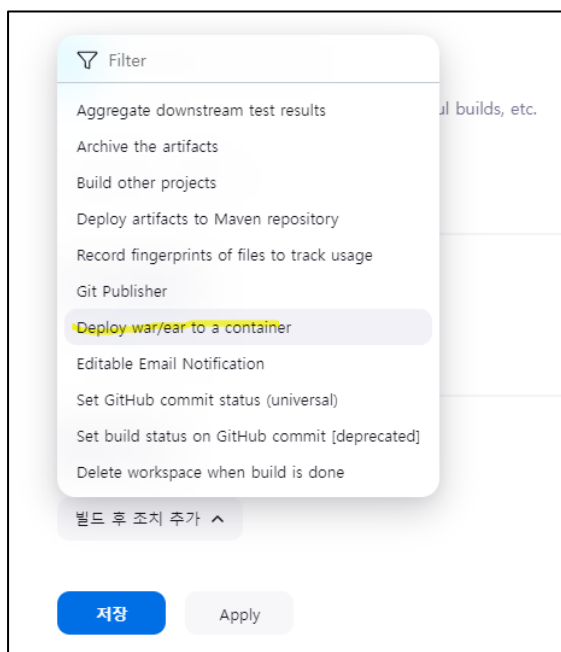 Filter
ul builds, etc.
Aggregate downstream test results
Archive the artifacts
Build other projects
Deploy artifacts to Maven repository
Record fingerprints of files to track usage
Git Publisher
Deploy war/ear to a container
Editable Email Notification
Set GitHub commit status (universal)
Set build status on GitHub commit [deprecated]
Delete workspace when build is done
빌드 후 조치 추가
저장 Apply